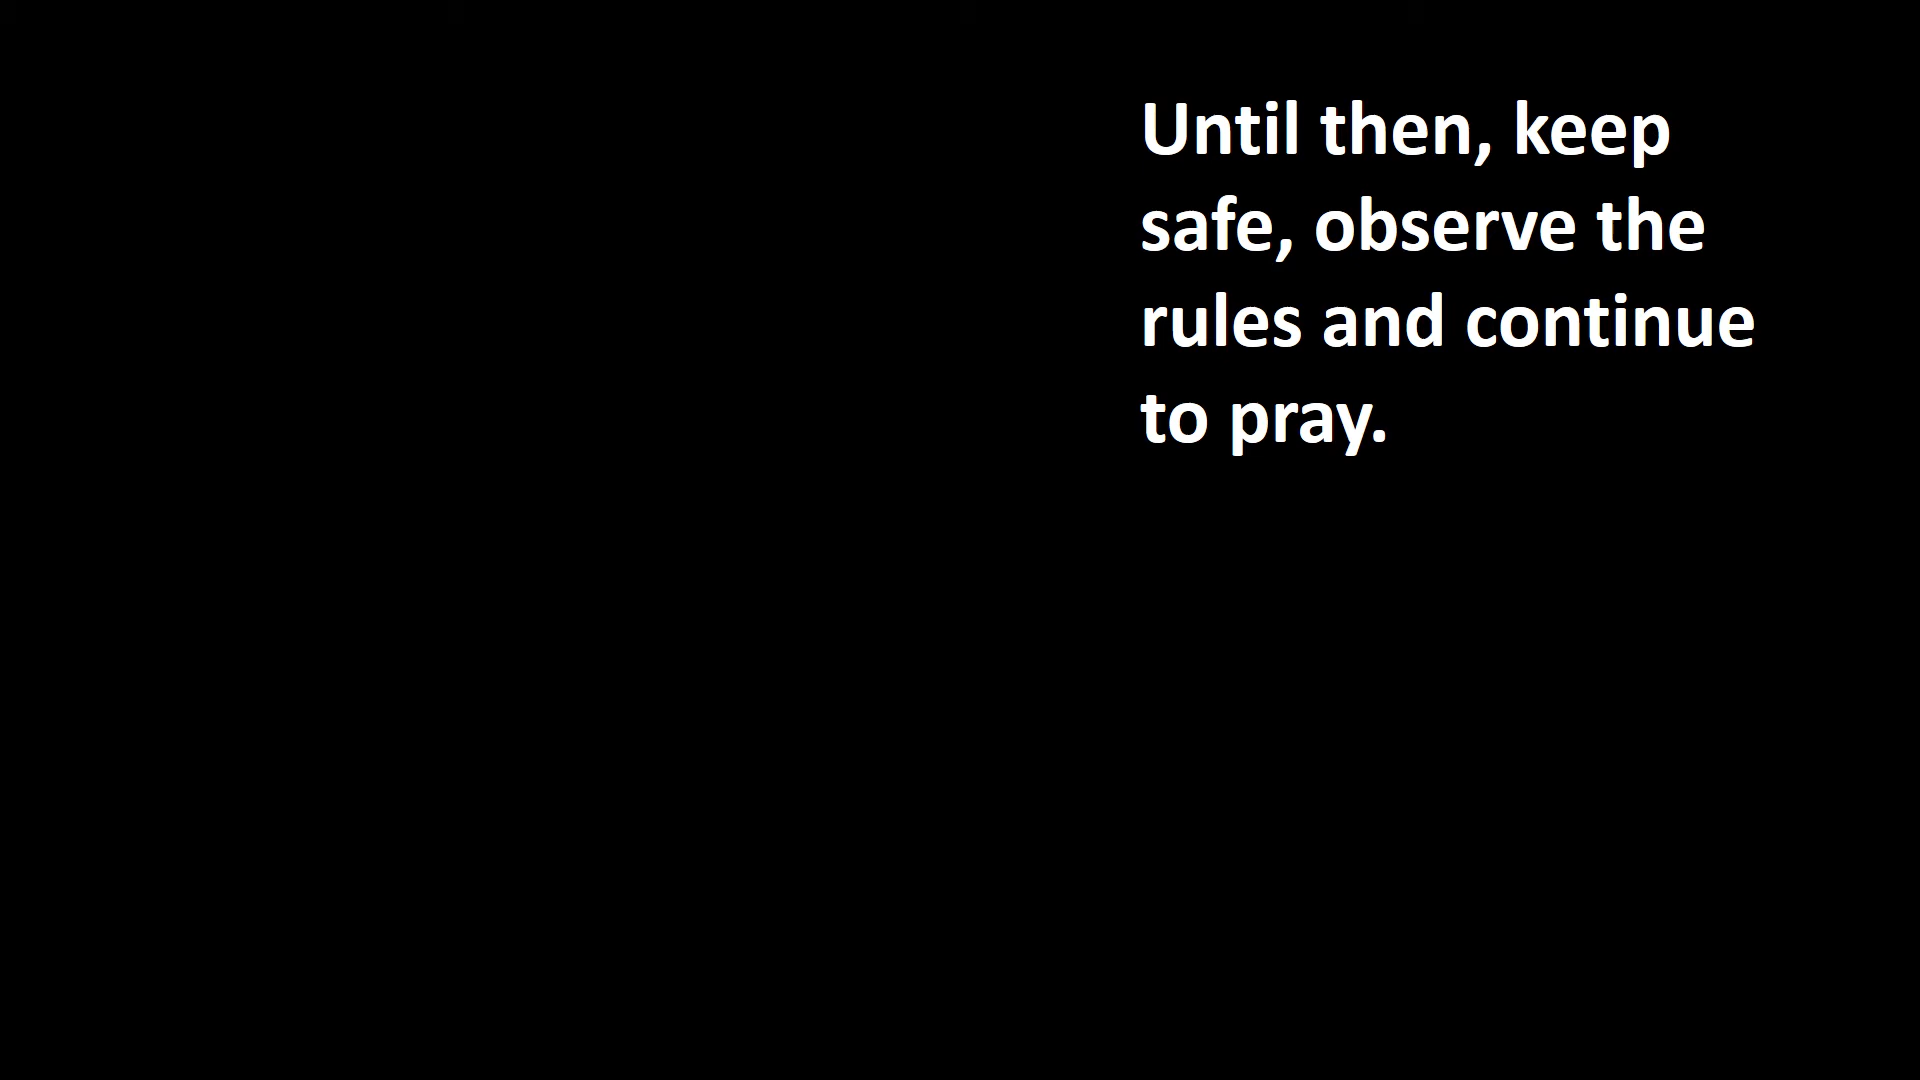 Until then, keep
safe, observe the
rules and continue
to pray.